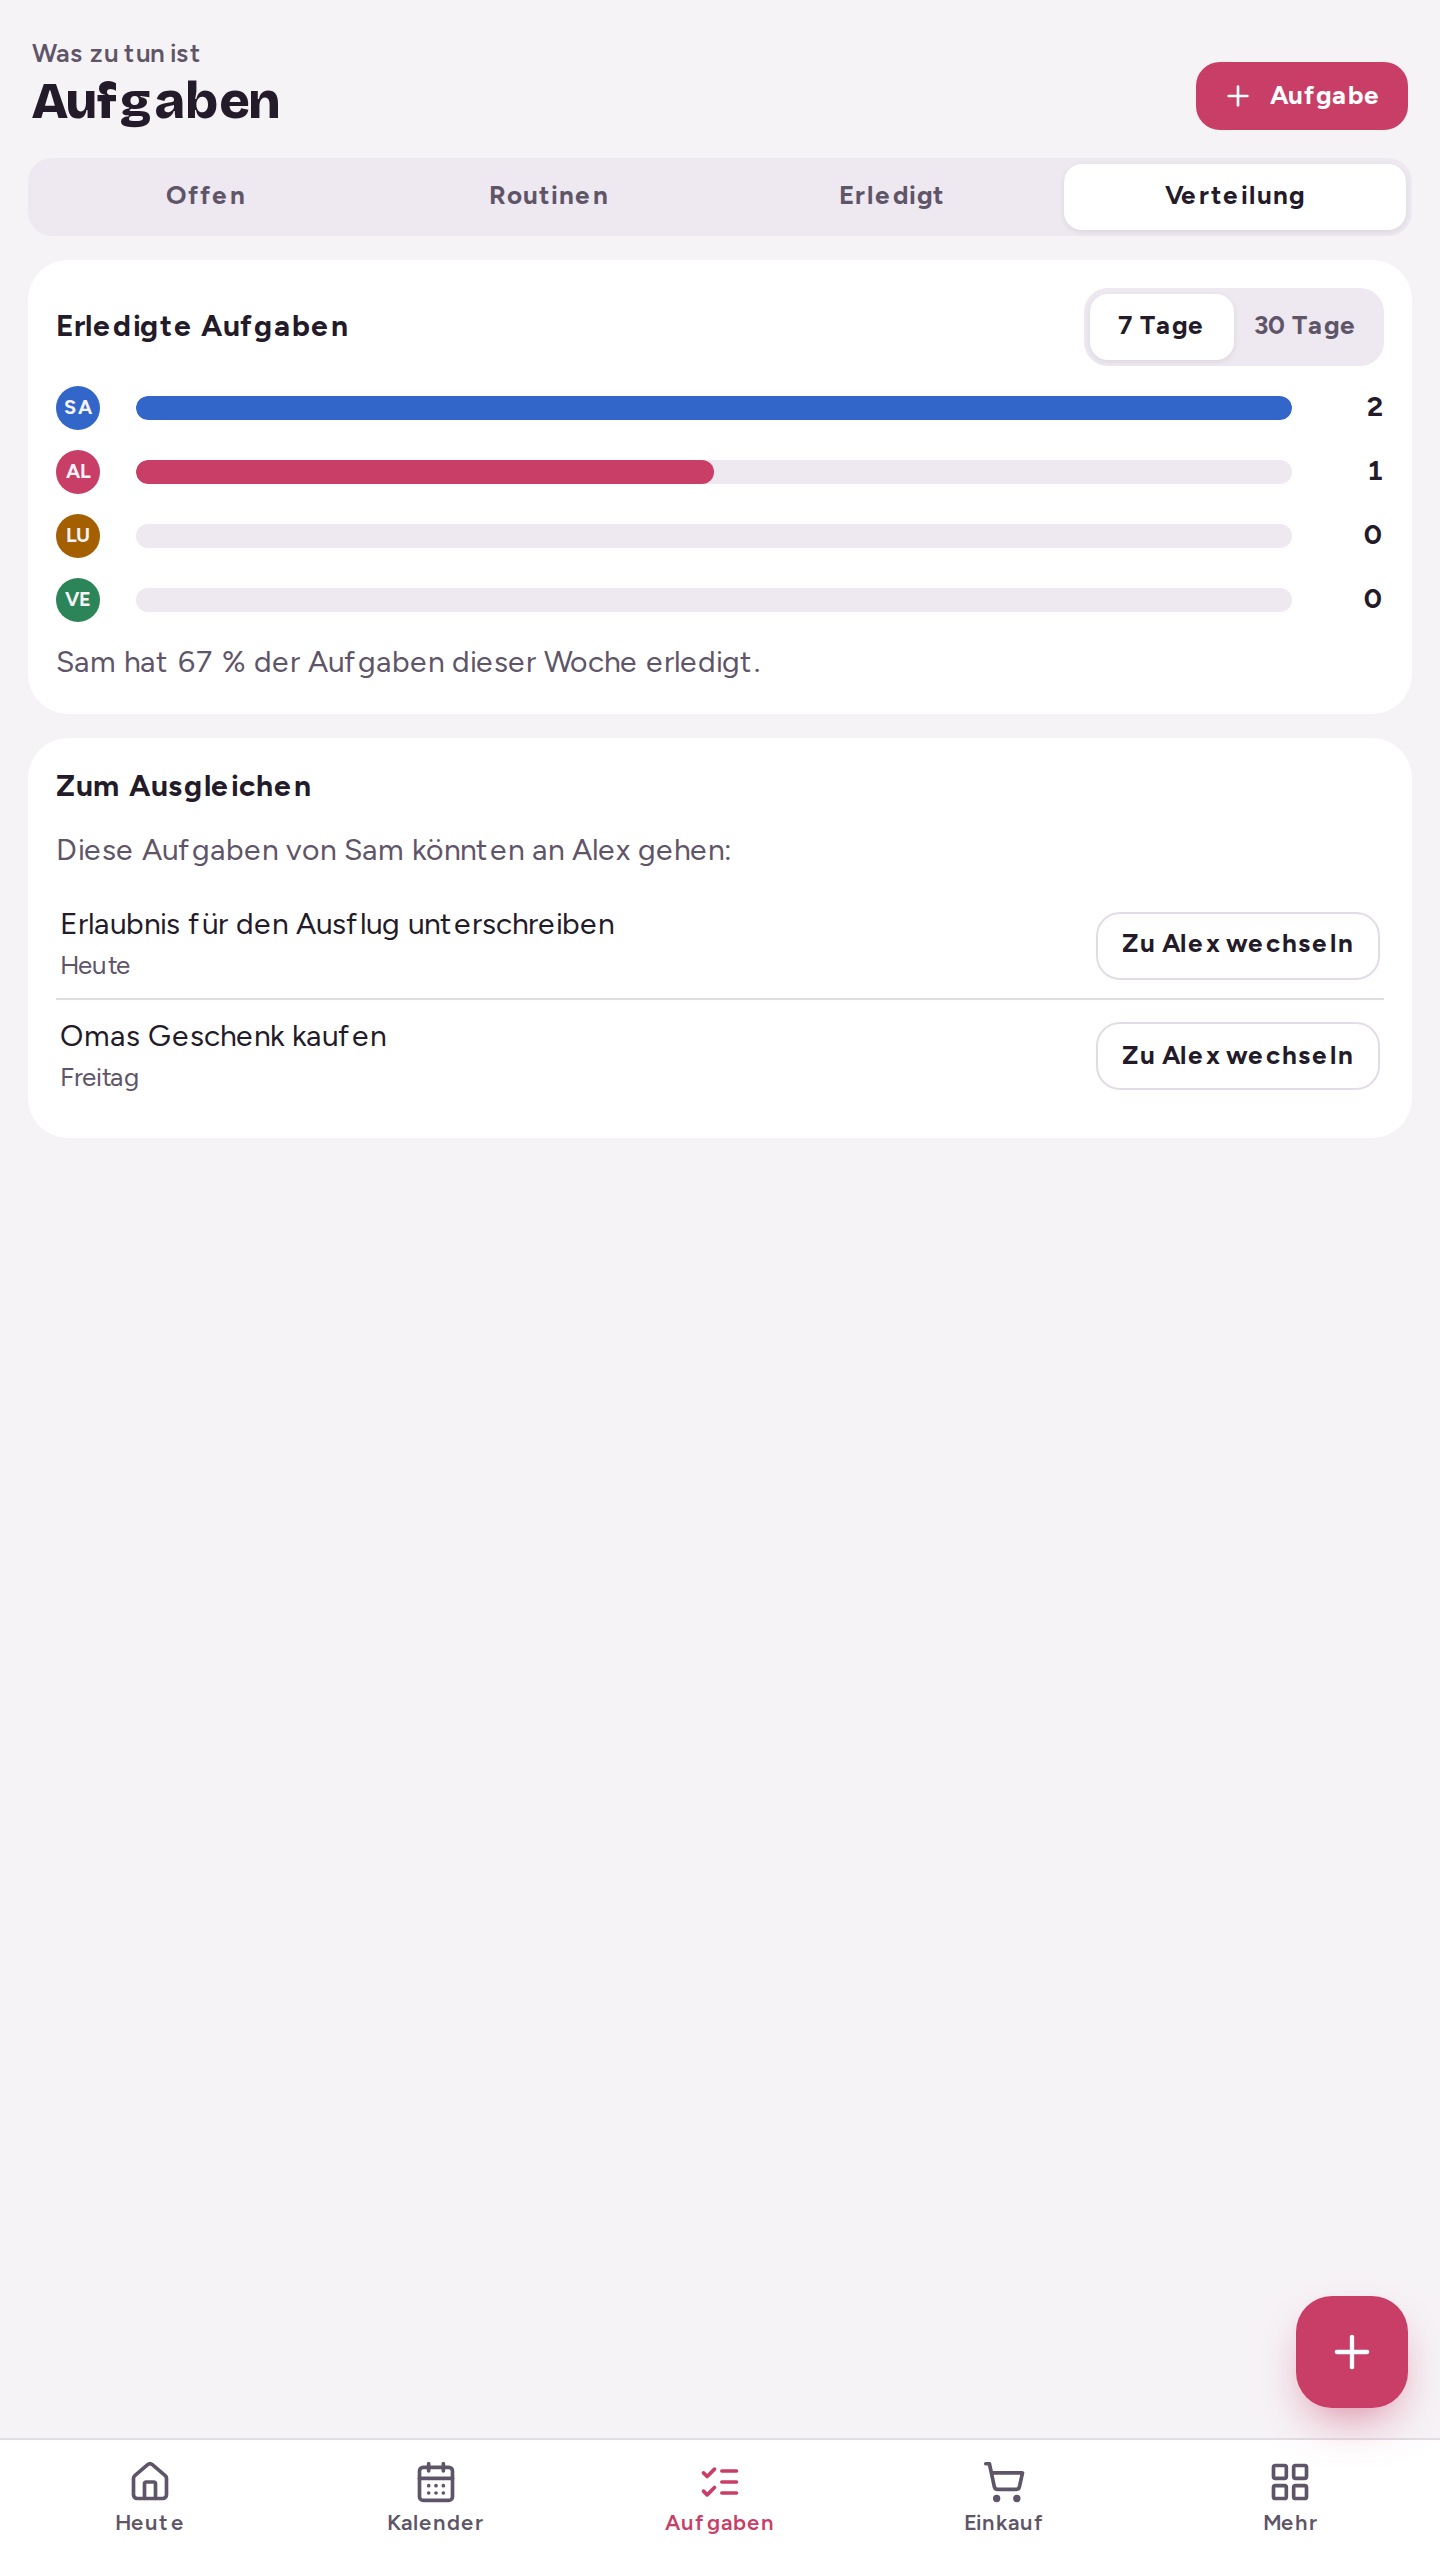 Was zu tun ist
Aufgaben
Aufgabe
Offen
Routinen
Erledigt
Verteilung
Erledigte Aufgaben
7 Tage
30 Tage
SA
2
AL
1
LU
0
VE
0
Sam hat 67 % der Aufgaben dieser Woche erledigt.
Zum Ausgleichen
Diese Aufgaben von Sam könnten an Alex gehen:
Erlaubnis für den Ausflug unterschreiben
Heute
Zu Alex wechseln
Omas Geschenk kaufen
Freitag
Zu Alex wechseln
Heute
Kalender
Aufgaben
Einkauf
Mehr